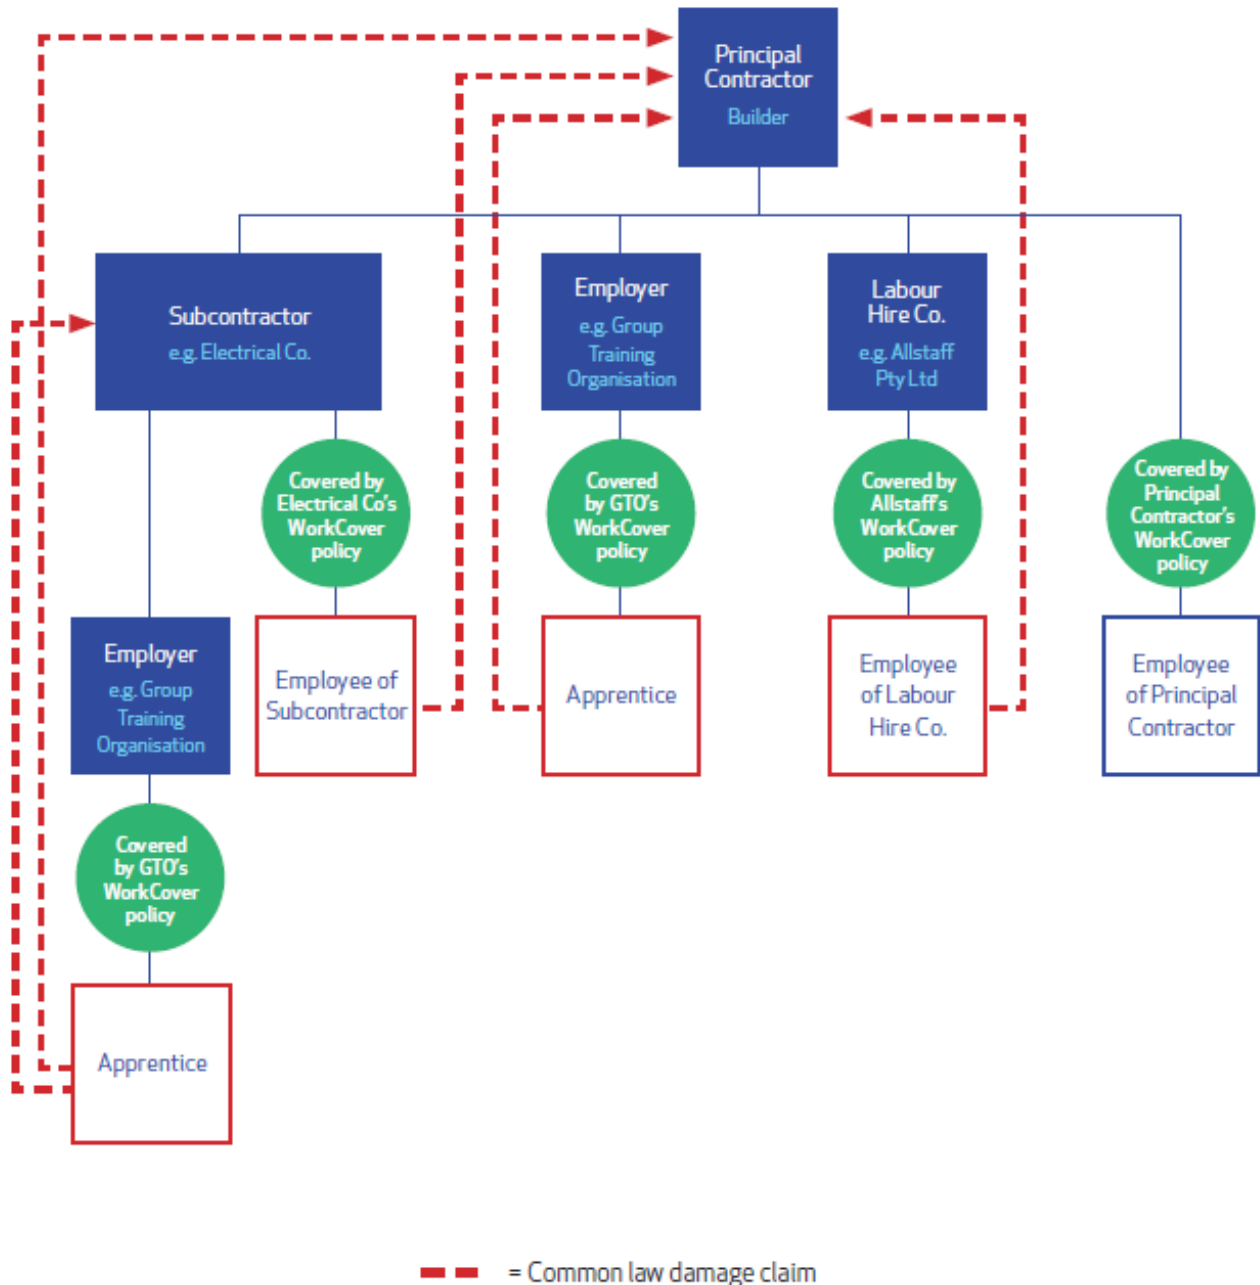 Principal
Contractor
Builder
Subcontractor
e.g. Electrical Co.
Employer
e.g. Group
Training
Organisation
Labour
Hire Co.
e.g. Allstaff
Pty Ltd
Covered by
Electrical Co's
WorkCover
policy
Covered
by GTO's
WorkCover
policy
Covered by
Allstaff's
WorkCover
policy
Covered by
Principal
Contractor's
WorkCover
policy
Employer
e.g. Group
Training
Organisation
Employee of
Subcontractor
Apprentice
Employee
of Labour
Hire Co.
Employee
of Principal
Contractor
Covered
by GTO's
WorkCover
policy
Apprentice
= Common law damage claim